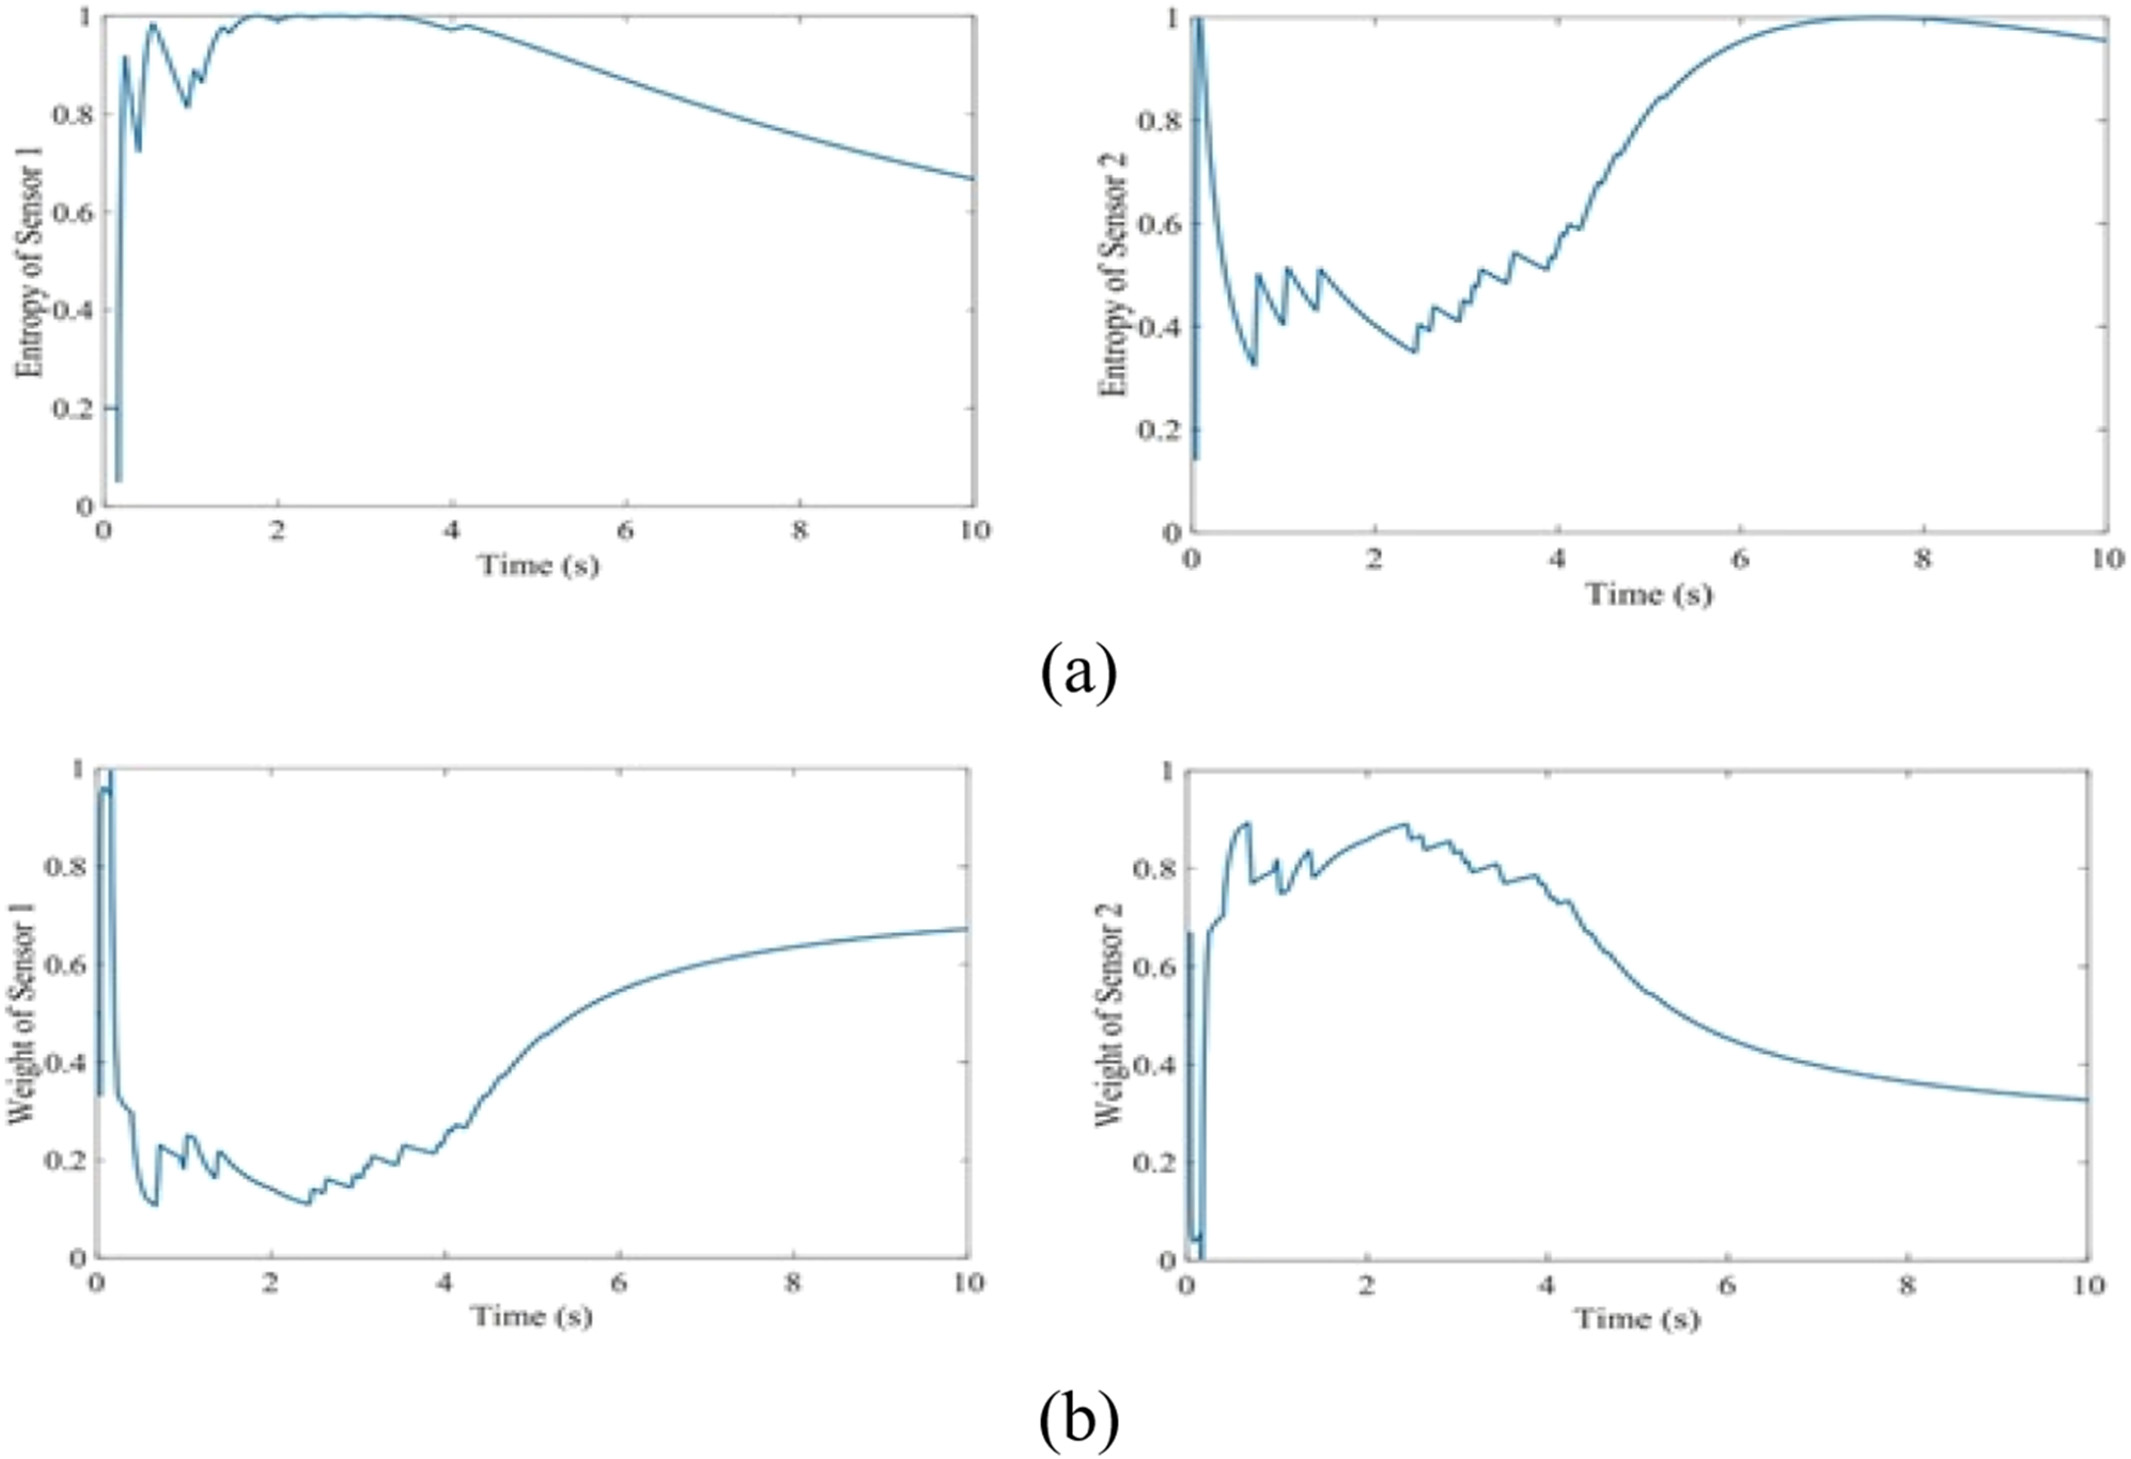 Entropy of Sensor 1
1
0.8
0.6
0.4
0.2
0
0 2 4 6 8 10
Time (s)
Entropy of Sensor 2
1
0.8
0.6
0.4
0.2
0
0 2 4 6 8 10
Time (s)
(a)
Weight of Sensor 1
1
0.8
0.6
0.4
0.2
0
0 2 4 6 8 10
Time (s)
Weight of Sensor 2
1
0.8
0.6
0.4
0.2
0
0 2 4 6 8 10
Time (s)
(b)